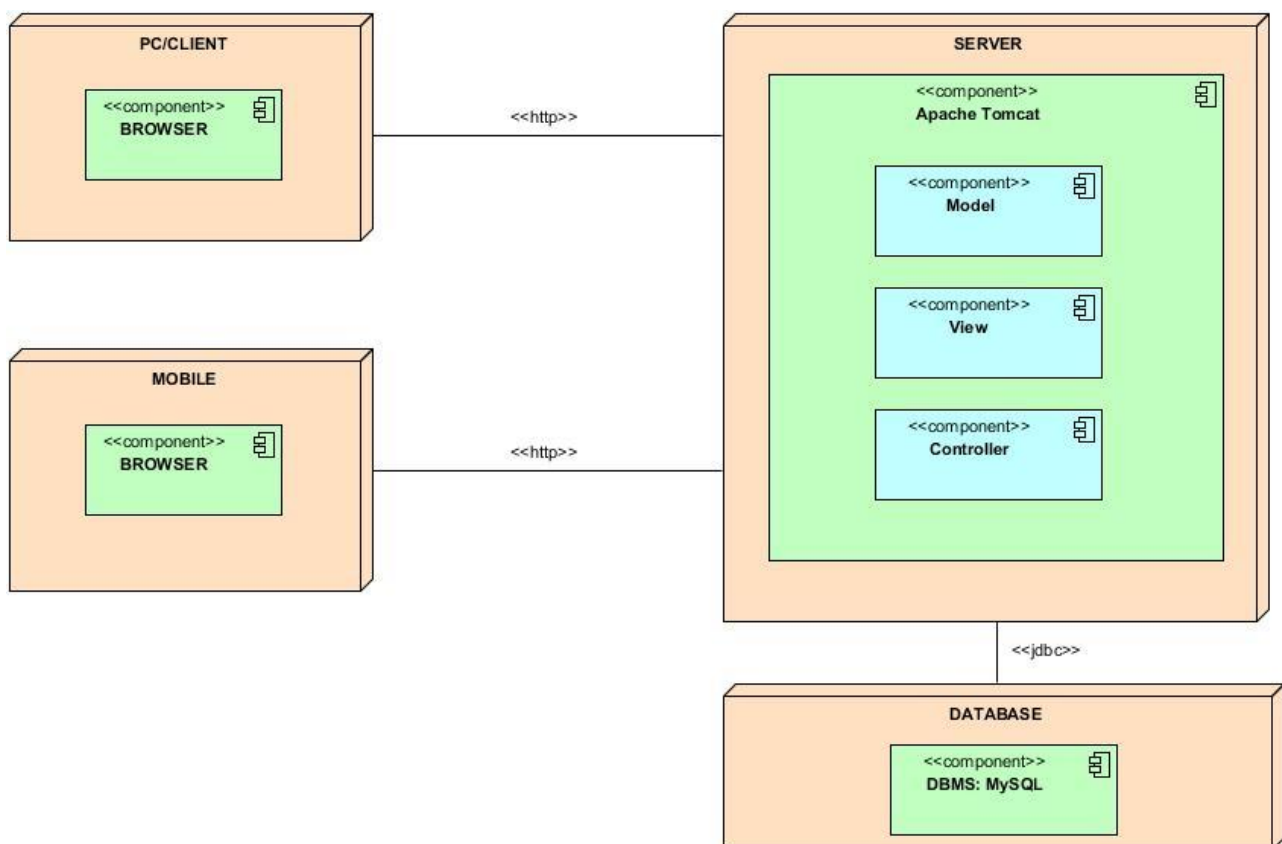 PC/CLIENT
<<component>>
BROWSER
<<http>>
SERVER
<<component>>
Apache Tomcat
<<component>>
Model
<<component>>
View
<<component>>
Controller
MOBILE
<<component>>
BROWSER
<<http>>
<<jdbc>>
DATABASE
<<component>>
DBMS: MySQL